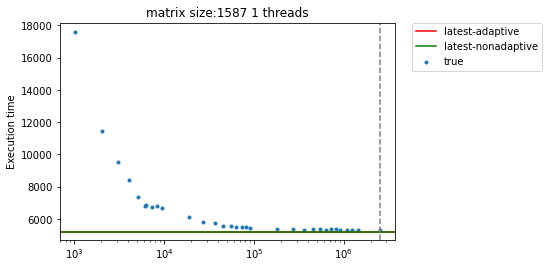 matrix size:1587 1 threads
18000
16000
14000
12000
10000
8000
6000
Execution time
10³
10⁴
10⁵
10⁶
latest-adaptive
latest-nonadaptive
true